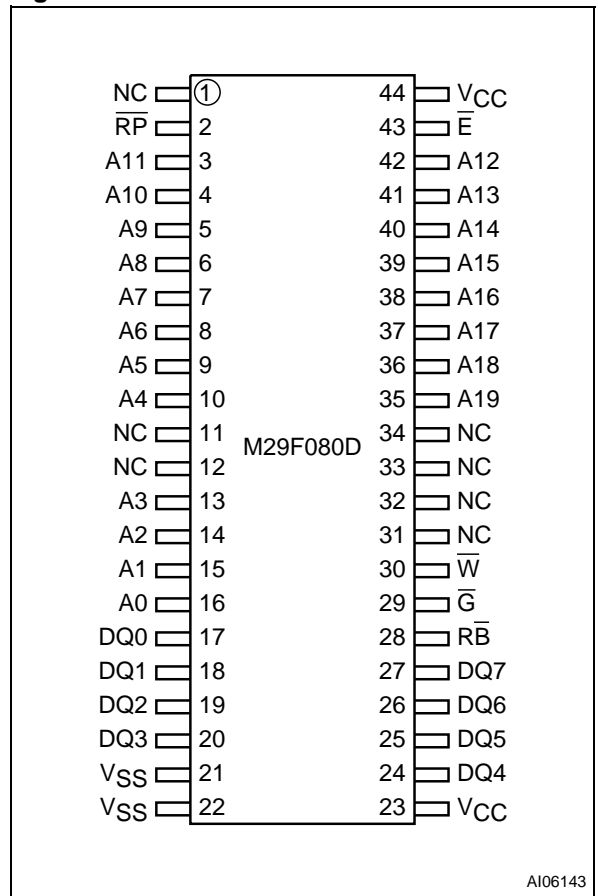 NC 1 44 VCC
R̅P̅ 2 43 E̅
A11 3 42 A12
A10 4 41 A13
A9 5 40 A14
A8 6 39 A15
A7 7 38 A16
A6 8 37 A17
A5 9 36 A18
A4 10 35 A19
NC 11 34 NC
M29F080D
NC 12 33 NC
A3 13 32 NC
A2 14 31 NC
A1 15 30 W̅
A0 16 29 G̅
DQ0 17 28 RB̅
DQ1 18 27 DQ7
DQ2 19 26 DQ6
DQ3 20 25 DQ5
VSS 21 24 DQ4
VSS 22 23 VCC
AI06143